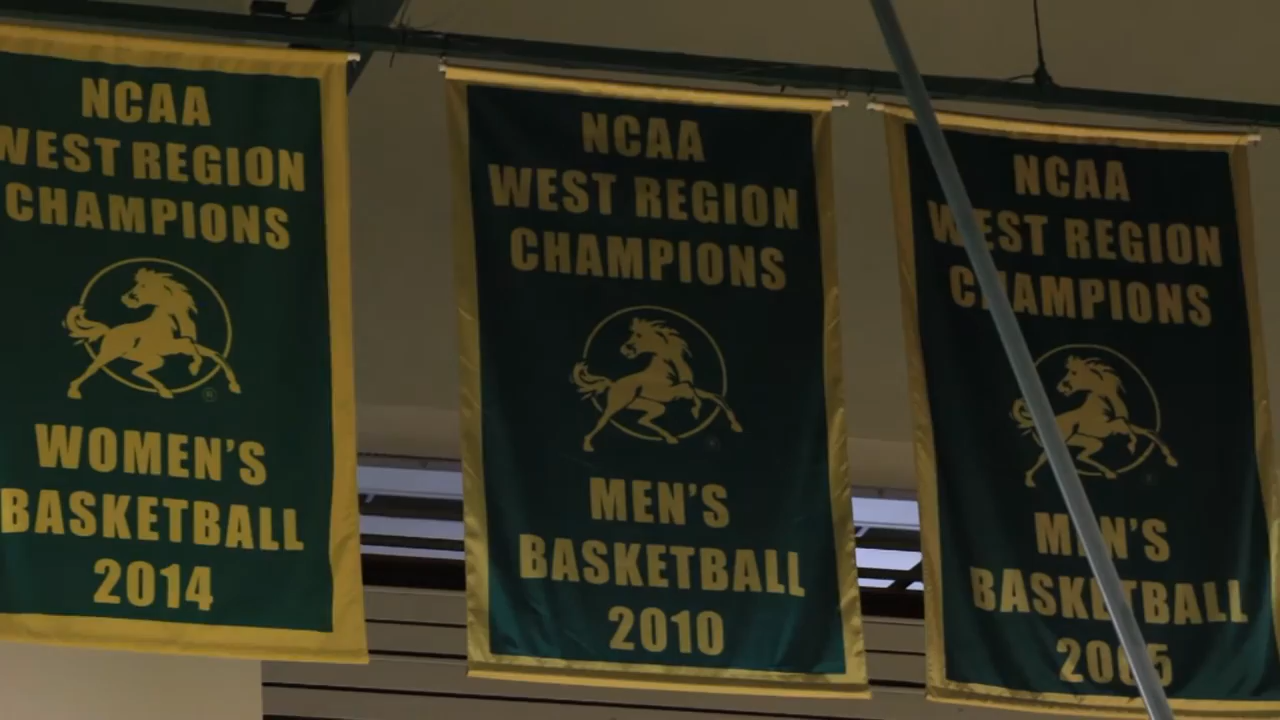 NCAA
WEST REGION
CHAMPIONS
WOMEN'S
BASKETBALL
2014
NCAA
WEST REGION
CHAMPIONS
MEN'S
BASKETBALL
2010
NCAA
WEST REGION
CHAMPIONS
MEN'S
BASKETBALL